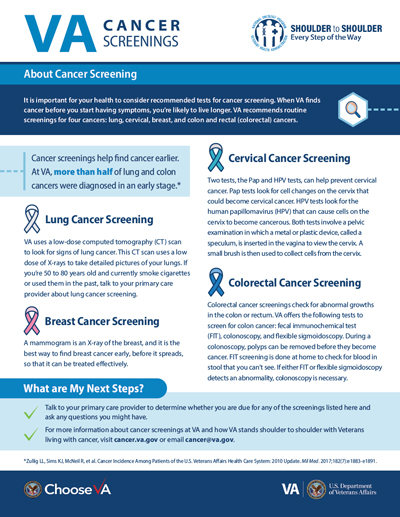 VA CANCER
SCREENINGS
SHOULDER to SHOULDER
Every Step of the Way
About Cancer Screening
It is important for your health to consider recommended tests for cancer screening. When VA finds
cancer before you start having symptoms, you're likely to live longer. VA recommends routine
screenings for four cancers: lung, cervical, breast, and colon and rectal (colorectal) cancers.
Cancer screenings help find cancer earlier.
At VA, more than half of lung and colon
cancers were diagnosed in an early stage.*
Lung Cancer Screening
VA uses a low-dose computed tomography (CT) scan
to look for signs of lung cancer. This CT scan uses a low
dose of X-rays to take detailed pictures of your lungs. If
you're 50 to 80 years old and currently smoke cigarettes
or used them in the past, talk to your primary care
provider about lung cancer screening.
Breast Cancer Screening
A mammogram is an X-ray of the breast, and it is the
best way to find breast cancer early, before it spreads,
so that it can be treated effectively.
Cervical Cancer Screening
Two tests, the Pap and HPV tests, can help prevent cervical
cancer. Pap tests look for cell changes on the cervix that
could become cervical cancer. HPV tests look for the
human papillomavirus (HPV) that can cause cells on the
cervix to become cancerous. Both tests involve a pelvic
examination in which a metal or plastic device, called a
speculum, is inserted in the vagina to view the cervix. A
small brush is then used to collect cells from the cervix.
Colorectal Cancer Screening
Colorectal cancer screenings check for abnormal growths
in the colon or rectum. VA offers the following tests to
screen for colon cancer: fecal immunochemical test
(FIT), colonoscopy, and flexible sigmoidoscopy. During a
colonoscopy, polyps can be removed before they become
cancer. FIT screening is done at home to check for blood in
stool that you can't see. If either FIT or flexible sigmoidoscopy
detects an abnormality, colonoscopy is necessary.
What are My Next Steps?
Talk to your primary care provider to determine whether you are due for any of the screenings listed here and
ask any questions you might have.
For more information about cancer screenings at VA and how VA stands shoulder to shoulder with Veterans
living with cancer, visit cancer.va.gov or email cancer@va.gov.
*Zullig LL, Sims KJ, McNeil R, et al. Cancer Incidence Among Patients of the U.S. Veterans Affairs Health Care System: 2010 Update. Mil Med. 2017;182(7):e1883-e1891.
Choose VA
VA
U.S. Department
of Veterans Affairs